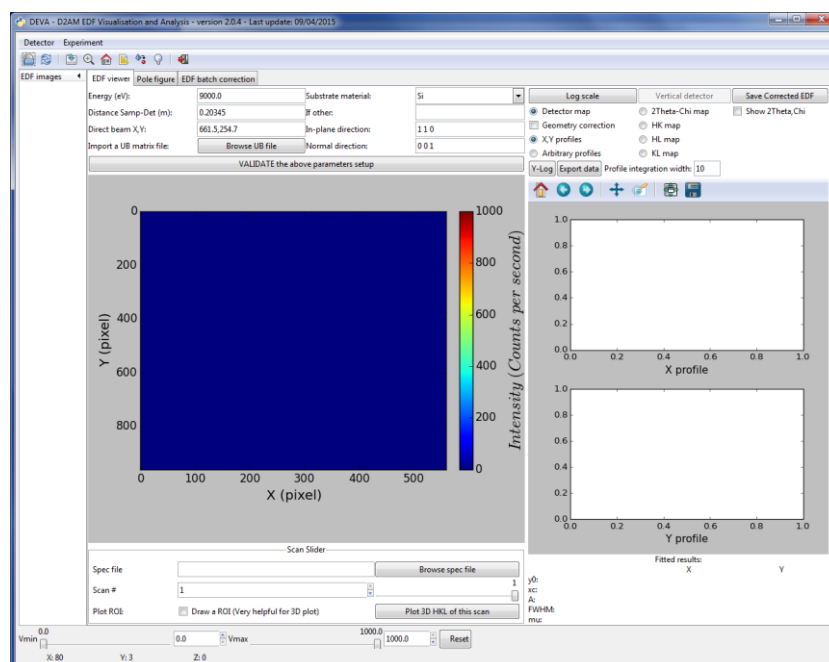 DEVA - D2AM EDF Visualisation and Analysis - version 2.0.4 - Last update: 09/04/2015
Detector Experiment
EDF images
EDF viewer Pole figure EDF batch correction
Energy (eV): 9000.0 Substrate material: Si
Distance Samp-Det (m): 0.20345 If other:
Direct beam X,Y: 661.5,254.7 In-plane direction: 1 1 0
Import a UB matrix file: Browse UB file Normal direction: 0 0 1
VALIDATE the above parameters setup
Log scale Vertical detector Save Corrected EDF
Detector map 2Theta-Chi map Show 2Theta,Chi
Geometry correction HK map
X,Y profiles HL map
Arbitrary profiles KL map
Y-Log Export data Profile integration width: 10
0
200
400
600
800
Y (pixel)
0 100 200 300 400 500
X (pixel)
1000
800
600
400
200
0
Intensity (Counts per second)
1.0
0.8
0.6
0.4
0.2
0.0
0.0 0.2 0.4 0.6 0.8 1.0
X profile
1.0
0.8
0.6
0.4
0.2
0.0
0.0 0.2 0.4 0.6 0.8 1.0
Y profile
Scan Slider
Spec file Browse spec file
Scan # 1 1
Plot ROI: Draw a ROI (Very helpful for 3D plot) Plot 3D HKL of this scan
Fitted results:
X Y
y0:
xc:
A:
FWHM:
mu:
Vmin 0.0 0.0 Vmax 1000.0 1000.0 Reset
X: 80 Y: 3 Z: 0